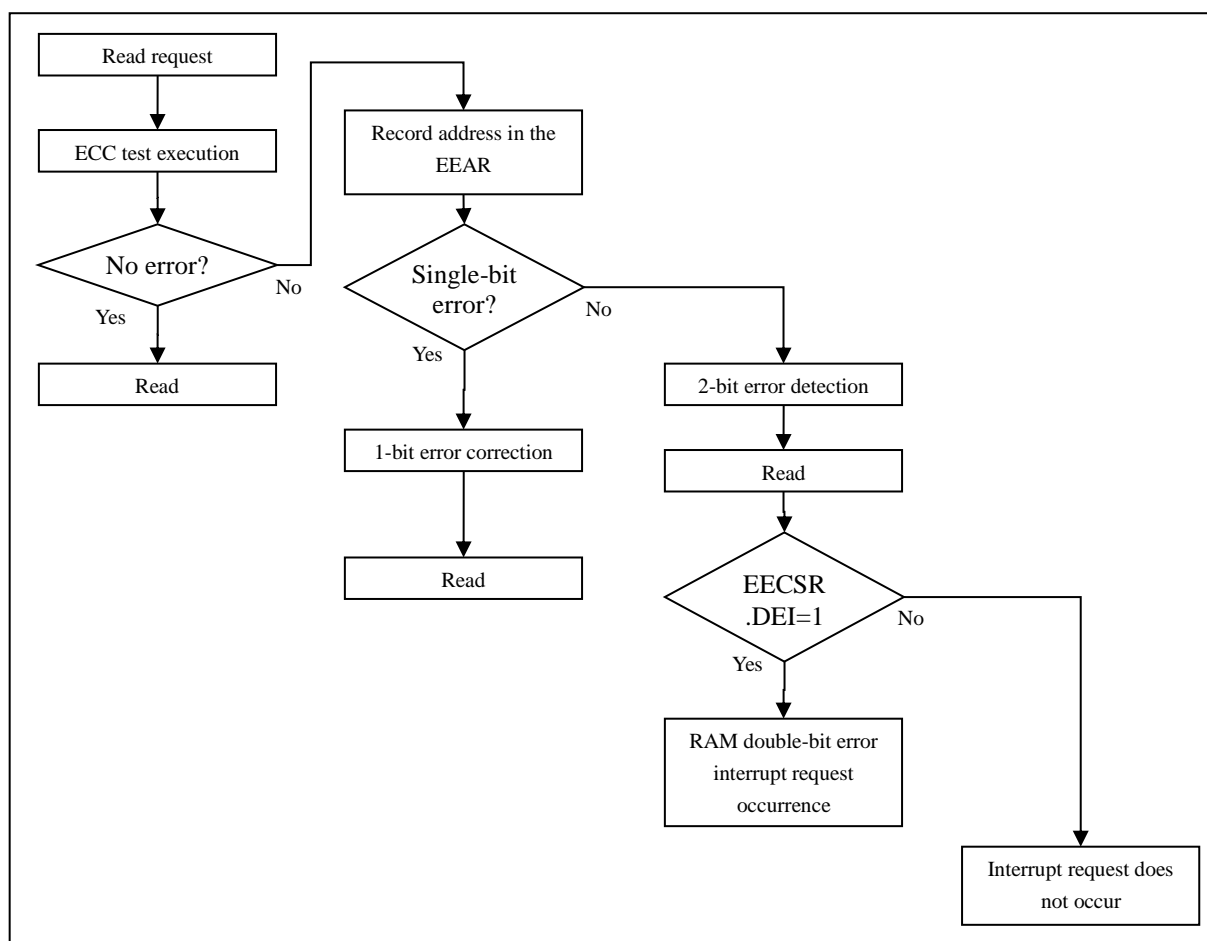 Read request
ECC test execution
No error?
No
Yes
Read
Record address in the
EEAR
Single-bit
error?
No
Yes
1-bit error correction
Read
2-bit error detection
Read
EECSR
.DEI=1
No
Yes
RAM double-bit error
interrupt request
occurrence
Interrupt request does
not occur